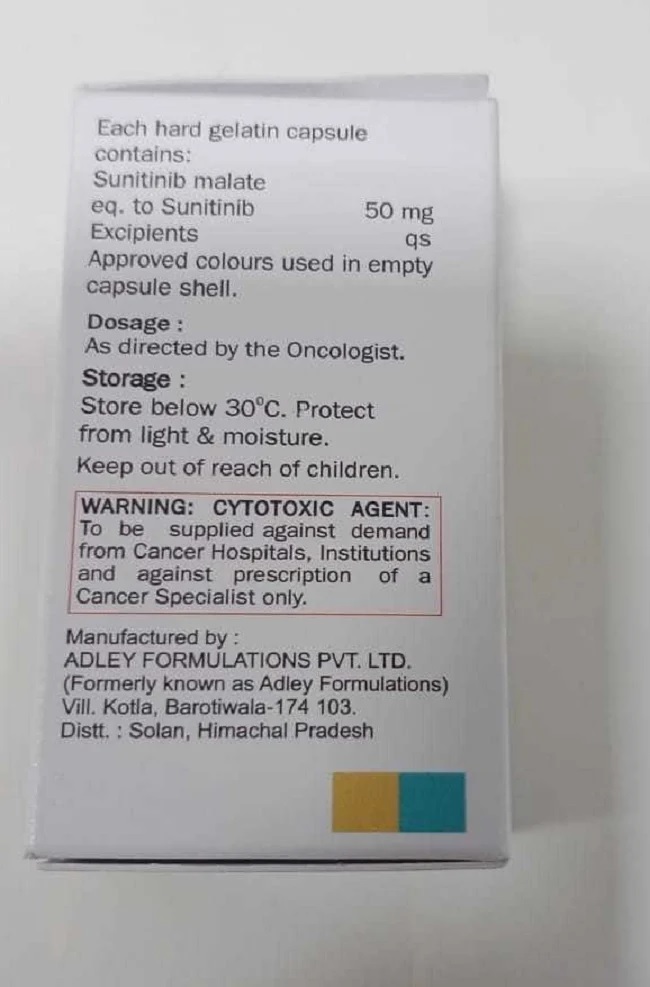 Each hard gelatin capsule
contains:
Sunitinib malate
eq. to Sunitinib 50 mg
Excipients qs
Approved colours used in empty
capsule shell.
Dosage :
As directed by the Oncologist.
Storage :
Store below 30°C. Protect
from light & moisture.
Keep out of reach of children.
WARNING: CYTOTOXIC AGENT:
To be supplied against demand
from Cancer Hospitals, Institutions
and against prescription of a
Cancer Specialist only.
Manufactured by :
ADLEY FORMULATIONS PVT. LTD.
(Formerly known as Adley Formulations)
Vill. Kotla, Barotiwala-174 103.
Distt. : Solan, Himachal Pradesh